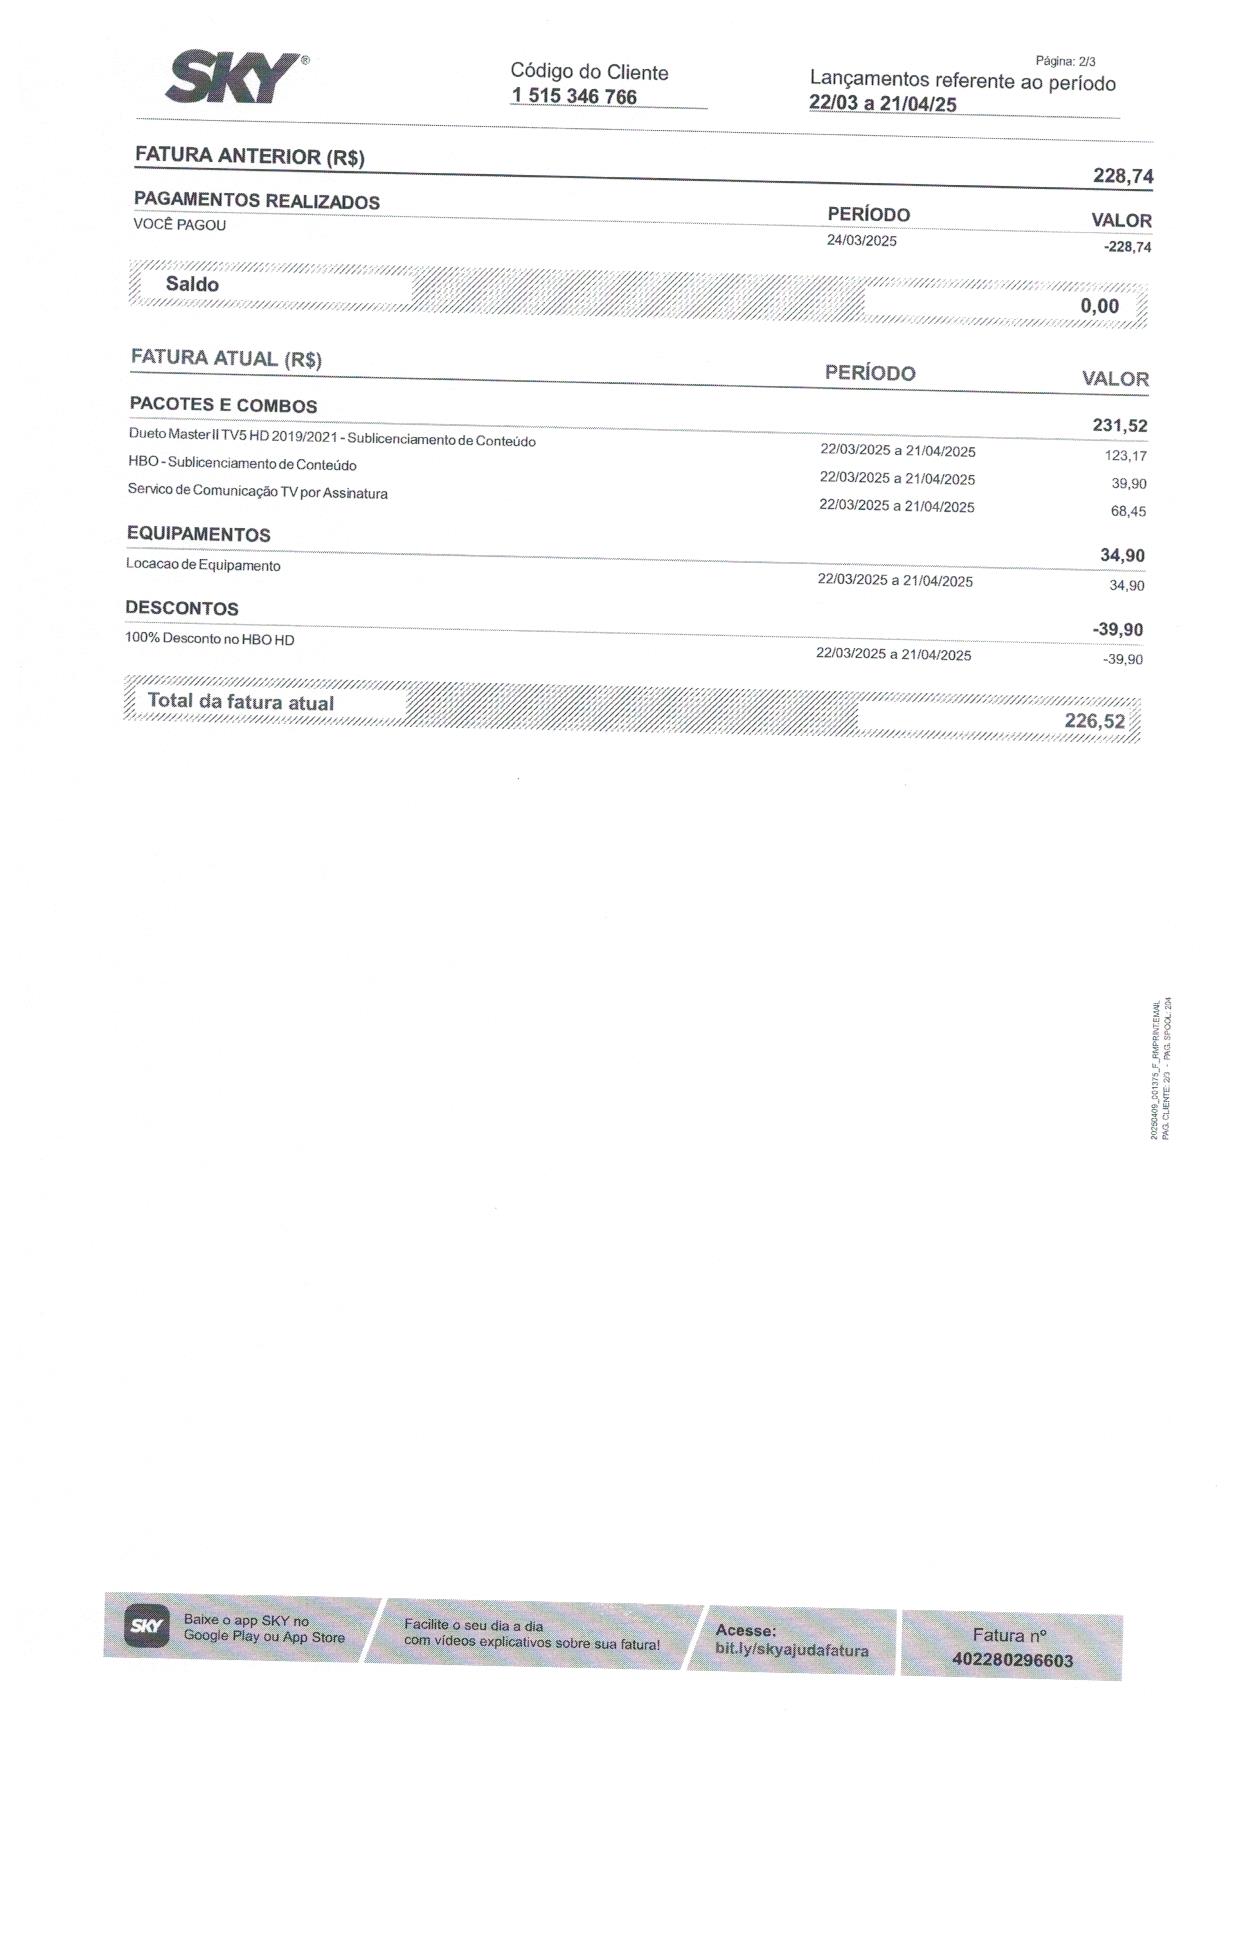 SKY®
Código do Cliente
1 515 346 766
Página: 2/3
Lançamentos referente ao período
22/03 a 21/04/25
FATURA ANTERIOR (R$) 228,74
PAGAMENTOS REALIZADOS PERÍODO VALOR
VOCÊ PAGOU 24/03/2025 -228,74
Saldo 0,00
FATURA ATUAL (R$) PERÍODO VALOR
PACOTES E COMBOS 231,52
Dueto Master II TV5 HD 2019/2021 - Sublicenciamento de Conteúdo 22/03/2025 a 21/04/2025 123,17
HBO - Sublicenciamento de Conteúdo 22/03/2025 a 21/04/2025 39,90
Servico de Comunicação TV por Assinatura 22/03/2025 a 21/04/2025 68,45
EQUIPAMENTOS 34,90
Locacao de Equipamento 22/03/2025 a 21/04/2025 34,90
DESCONTOS -39,90
100% Desconto no HBO HD 22/03/2025 a 21/04/2025 -39,90
Total da fatura atual 226,52
20250409_001375_F_RMPRINT.EMAIL
PAG. CLIENTE: 2/3 - PAG. SPOOL: 204
SKY
Baixe o app SKY no
Google Play ou App Store
Facilite o seu dia a dia
com vídeos explicativos sobre sua fatura!
Acesse:
bit.ly/skyajudafatura
Fatura nº
402280296603